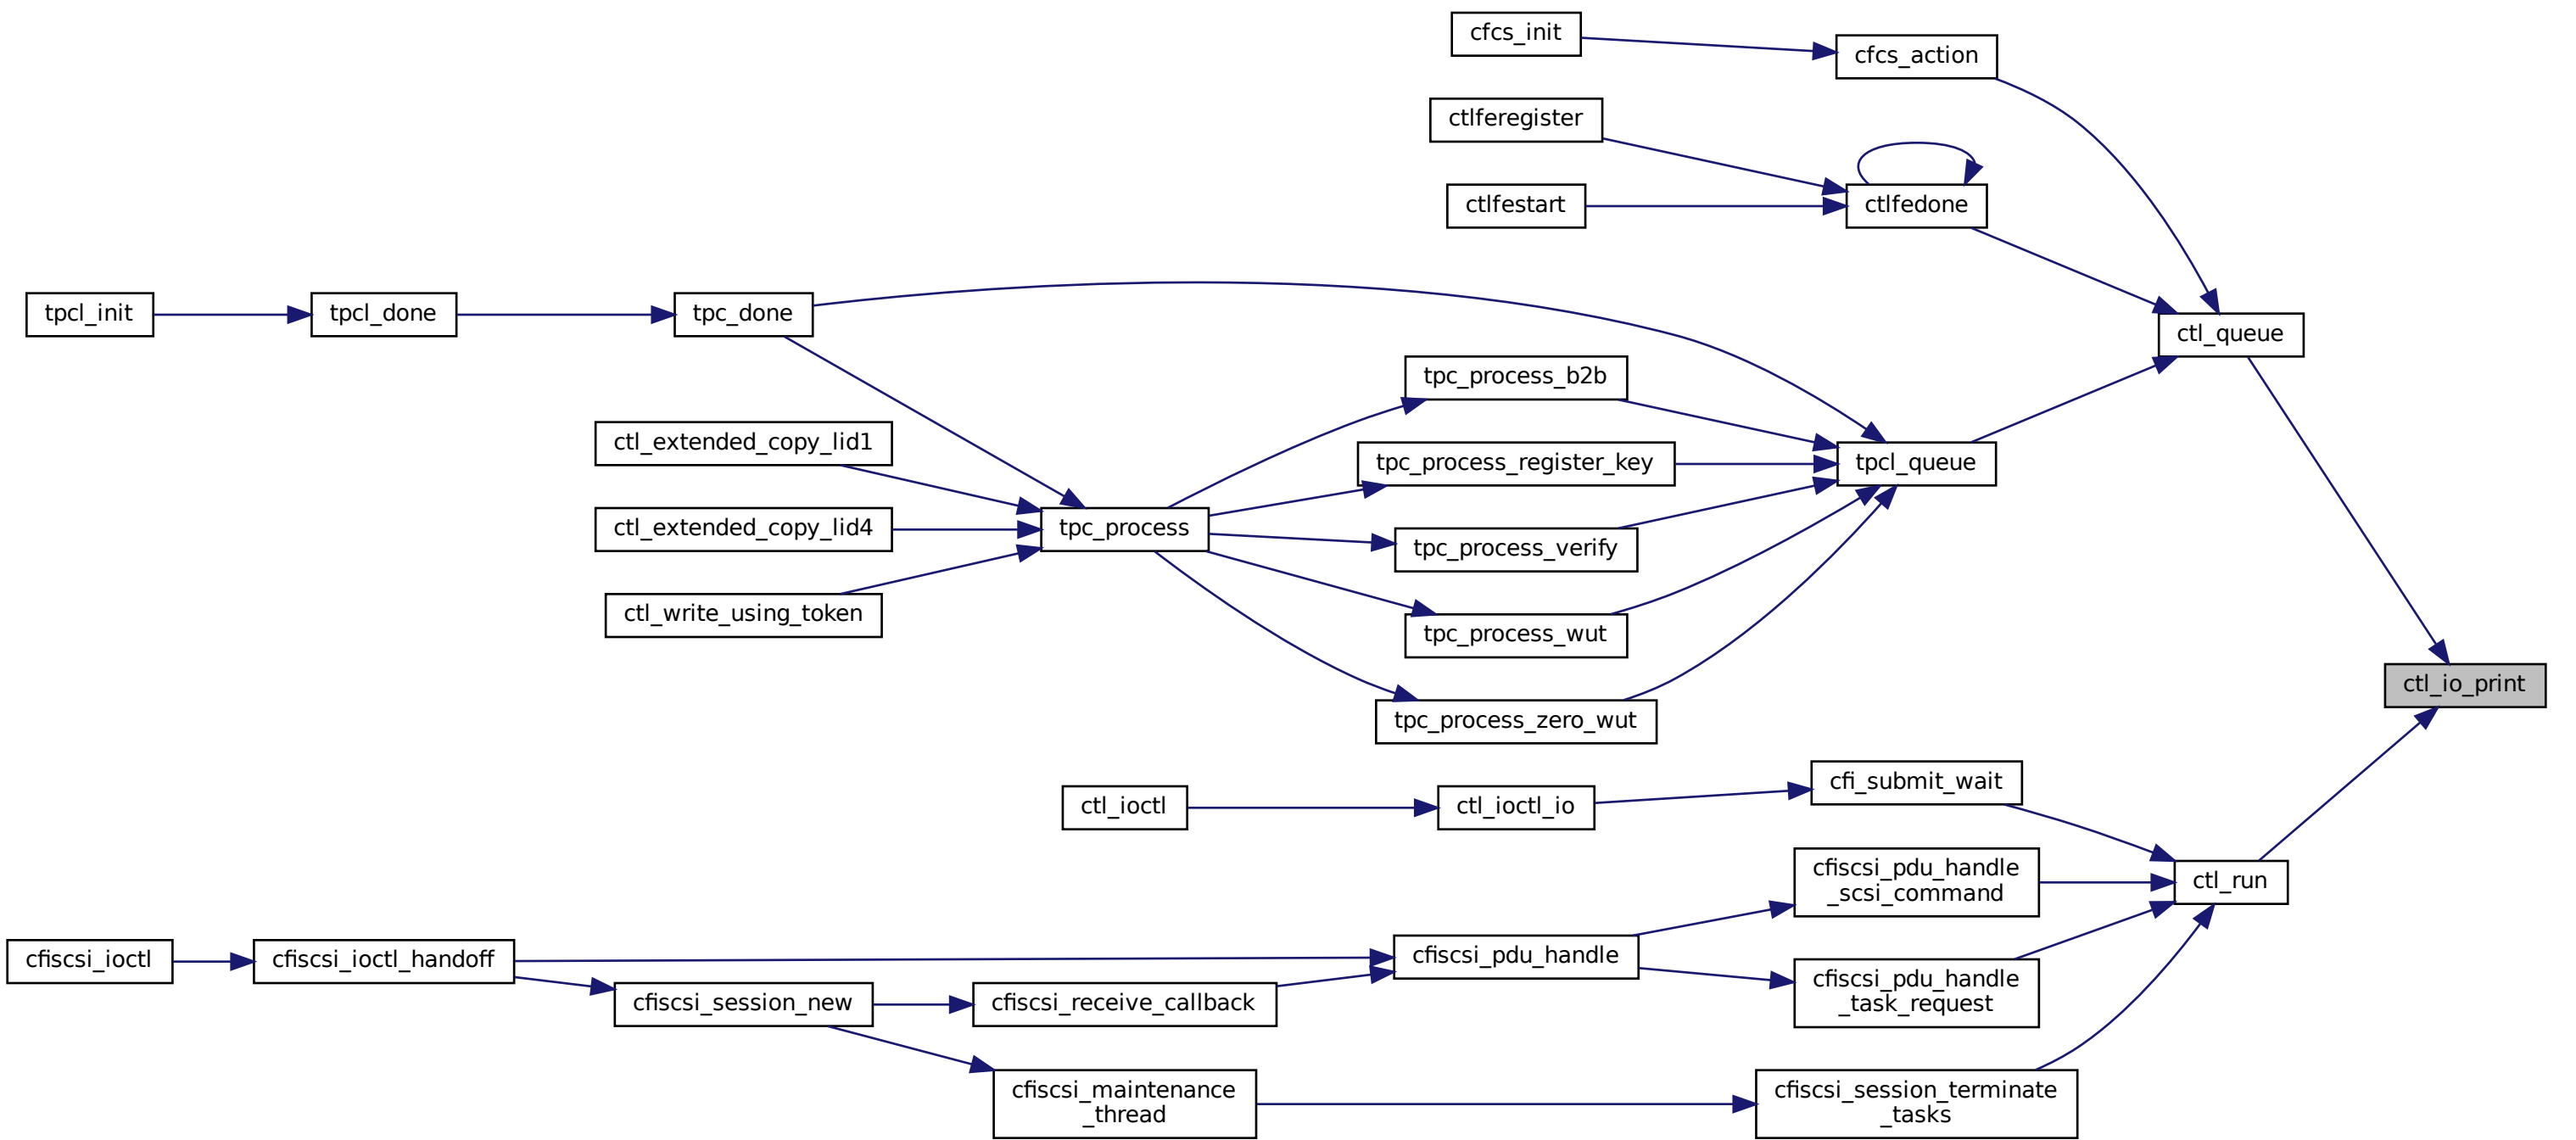 cfcs_init
cfcs_action
ctlferegister
ctlfestart
ctlfedone
tpcl_init
tpcl_done
tpc_done
ctl_queue
tpc_process_b2b
ctl_extended_copy_lid1
tpc_process_register_key
tpcl_queue
ctl_extended_copy_lid4
tpc_process
tpc_process_verify
ctl_write_using_token
tpc_process_wut
ctl_io_print
tpc_process_zero_wut
cfi_submit_wait
ctl_ioctl
ctl_ioctl_io
cfiscsi_pdu_handle
_scsi_command
ctl_run
cfiscsi_ioctl
cfiscsi_ioctl_handoff
cfiscsi_pdu_handle
cfiscsi_session_new
cfiscsi_receive_callback
cfiscsi_pdu_handle
_task_request
cfiscsi_maintenance
_thread
cfiscsi_session_terminate
_tasks